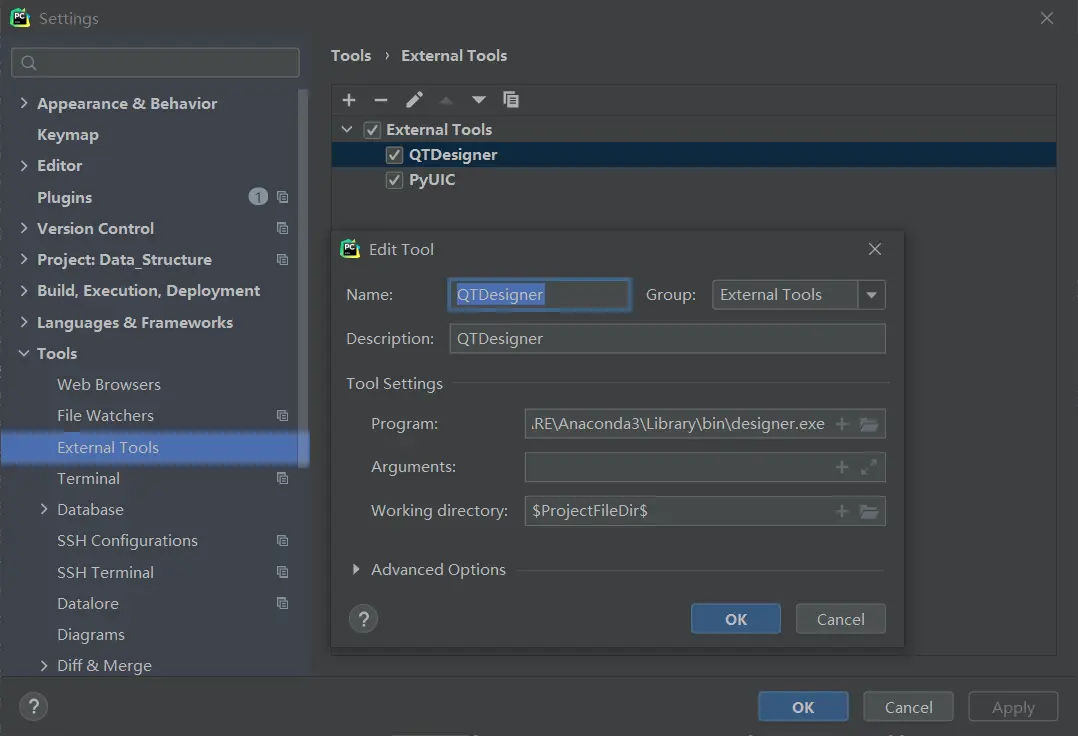 Settings
Tools › External Tools
Appearance & Behavior
Keymap
Editor
Plugins 1
Version Control
Project: Data_Structure
Build, Execution, Deployment
Languages & Frameworks
Tools
Web Browsers
File Watchers
External Tools
Terminal
Database
SSH Configurations
SSH Terminal
Datalore
Diagrams
Diff & Merge
External Tools
QTDesigner
PyUIC
Edit Tool
Name: QTDesigner Group: External Tools
Description: QTDesigner
Tool Settings
Program: .RE\Anaconda3\Library\bin\designer.exe
Arguments:
Working directory: $ProjectFileDir$
Advanced Options
? OK Cancel
? OK Cancel Apply